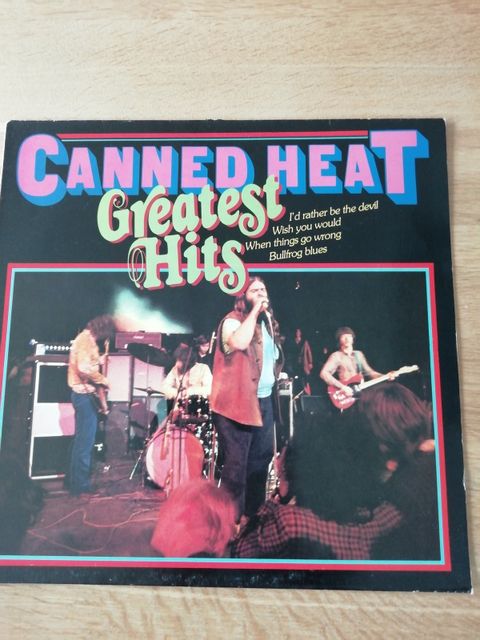 CANNED HEAT
Greatest
Hits
I'd rather be the devil
Wish you would
When things go wrong
Bullfrog blues